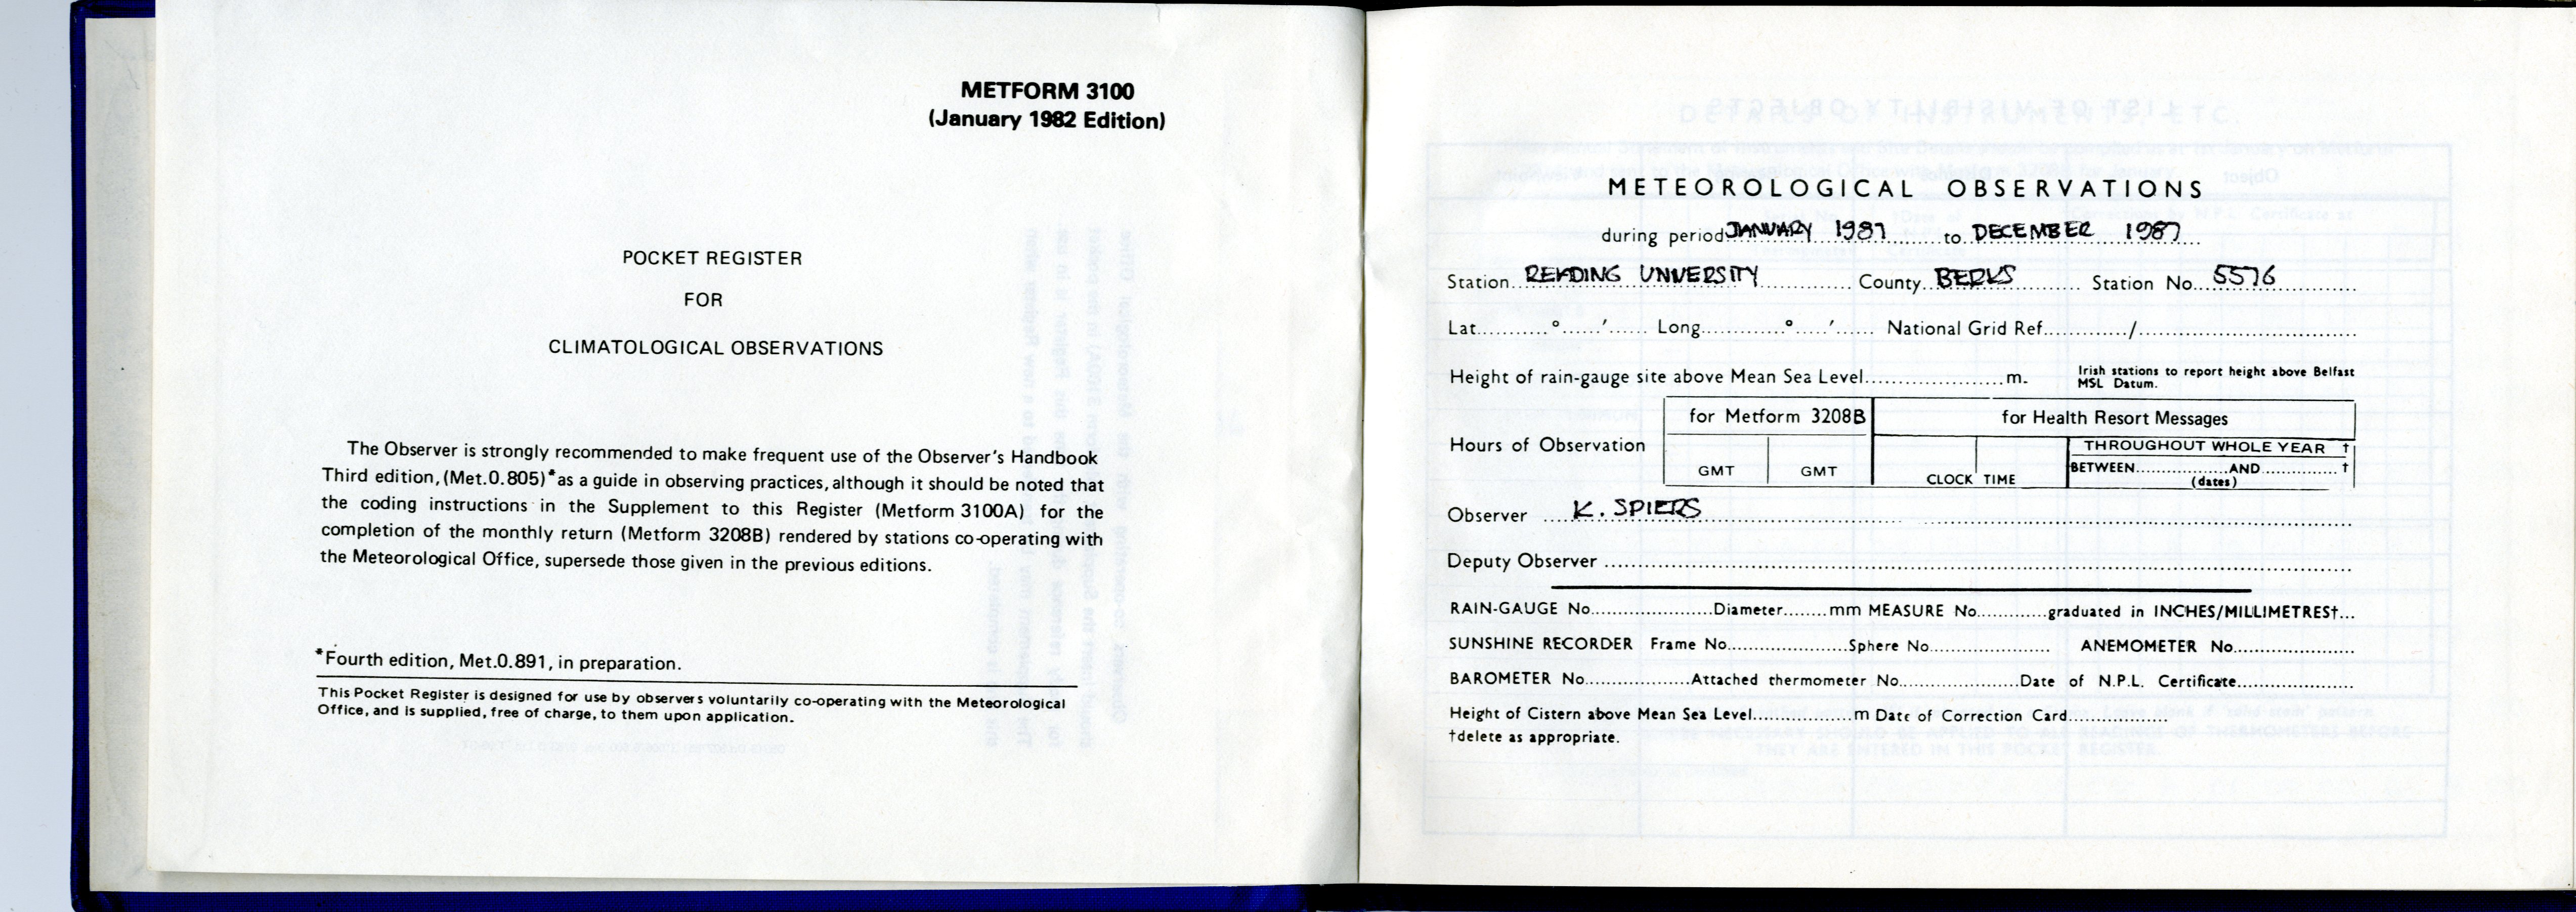 METFORM 3100
(January 1982 Edition)
POCKET REGISTER
FOR
CLIMATOLOGICAL OBSERVATIONS
The Observer is strongly recommended to make frequent use of the Observer's Handbook
Third edition, (Met.0.805)* as a guide in observing practices, although it should be noted that
the coding instructions in the Supplement to this Register (Metform 3100A) for the
completion of the monthly return (Metform 3208B) rendered by stations co-operating with
the Meteorological Office, supersede those given in the previous editions.
*Fourth edition, Met.0.891, in preparation.
This Pocket Register is designed for use by observers voluntarily co-operating with the Meteorological
Office, and is supplied, free of charge, to them upon application.
METEOROLOGICAL OBSERVATIONS
during period JANUARY 1987 to DECEMBER 1987
Station READING UNIVERSITY County BERKS Station No. 5576
Lat..........°......′...... Long...........°.....′...... National Grid Ref.........../............................
Height of rain-gauge site above Mean Sea Level....................m.
Irish stations to report height above Belfast
MSL Datum.
for Metform 3208B for Health Resort Messages
Hours of Observation
THROUGHOUT WHOLE YEAR †
GMT GMT CLOCK TIME
BETWEEN................AND.............†
(dates)
Observer K. SPIERS
Deputy Observer
RAIN-GAUGE No....................Diameter.......mm MEASURE No...........graduated in INCHES/MILLIMETRES†...
SUNSHINE RECORDER Frame No....................Sphere No.................... ANEMOMETER No....................
BAROMETER No.................Attached thermometer No...................Date of N.P.L. Certificate...................
Height of Cistern above Mean Sea Level................m Date of Correction Card................
†delete as appropriate.